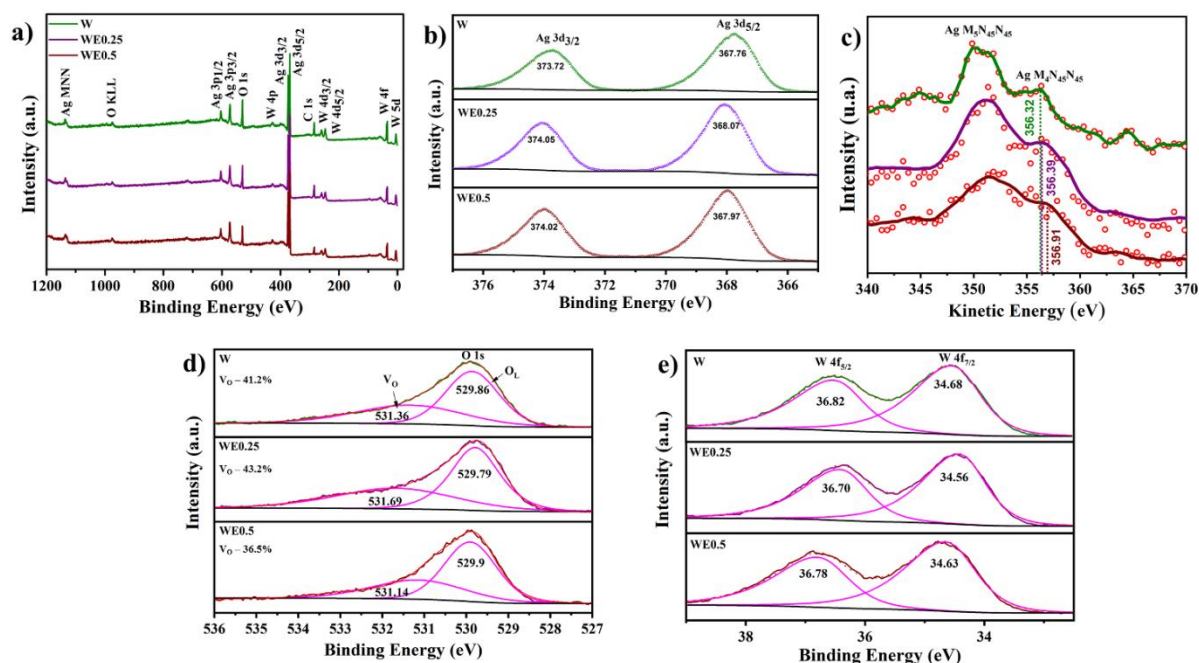 a)
W
WE0.25
WE0.5
Ag MNN
O KLL
Ag 3p1/2
Ag 3p3/2
O 1s
W 4p
Ag 3d3/2
Ag 3d5/2
C 1s
W 4d3/2
W 4d5/2
W 4f
W 5d
Intensity (a.u.)
1200 1000 800 600 400 200 0
Binding Energy (eV)
b)
W
Ag 3d3/2
Ag 3d5/2
373.72
367.76
WE0.25
374.05
368.07
WE0.5
374.02
367.97
Intensity (a.u.)
376 374 372 370 368 366
Binding Energy (eV)
c)
Ag M5N45N45
Ag M4N45N45
356.32
356.39
356.91
Intensity (u.a.)
340 345 350 355 360 365 370
Kinetic Energy (eV)
d)
W
O 1s
VO – 41.2%
VO
OL
529.86
531.36
WE0.25
VO – 43.2%
529.79
531.69
WE0.5
VO – 36.5%
529.9
531.14
Intensity (a.u.)
536 535 534 533 532 531 530 529 528 527
Binding Energy (eV)
e)
W
W 4f5/2
W 4f7/2
36.82
34.68
WE0.25
36.70
34.56
WE0.5
36.78
34.63
Intensity (a.u.)
38 36 34
Binding Energy (eV)